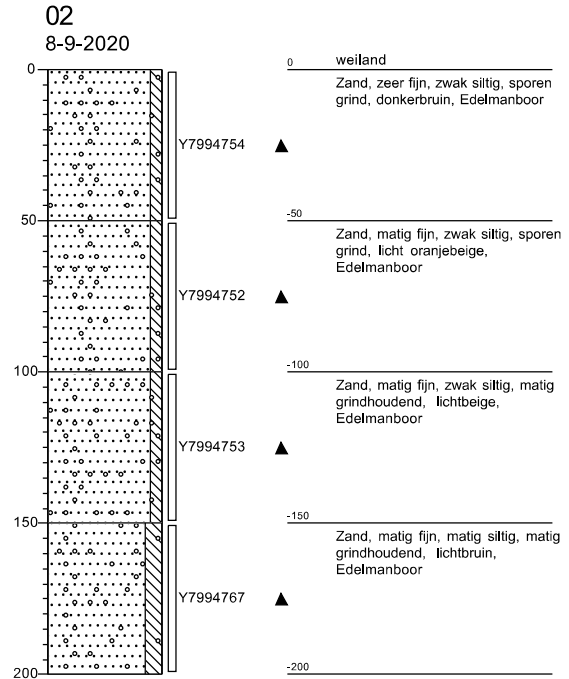 02
8-9-2020
0
0
weiland
Zand, zeer fijn, zwak siltig, sporen
grind, donkerbruin, Edelmanboor
Y7994754
50
-50
Zand, matig fijn, zwak siltig, sporen
grind, licht oranjebeige,
Edelmanboor
Y7994752
100
-100
Zand, matig fijn, zwak siltig, matig
grindhoudend, lichtbeige,
Edelmanboor
Y7994753
150
-150
Zand, matig fijn, matig siltig, matig
grindhoudend, lichtbruin,
Edelmanboor
Y7994767
200
-200